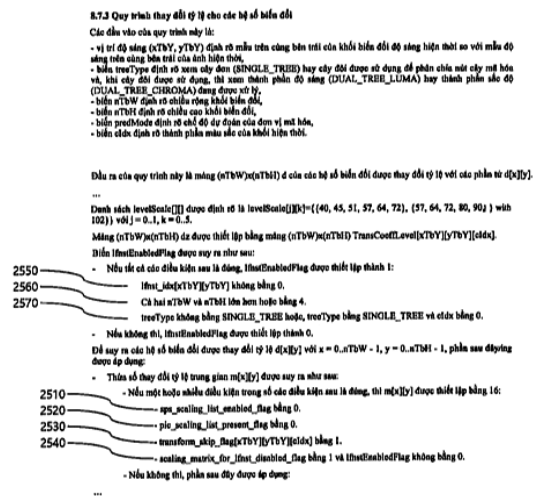 8.7.3 Quy trình thay đổi tỷ lệ cho các hệ số biến đổi
Các đầu vào của quy trình này là:
- vị trí độ sáng (xTbY, yTbY) định rõ mẫu trên cùng bên trái của khối biến đổi độ sáng hiện thời so với mẫu độ
sáng trên cùng bên trái của ảnh hiện thời,
- biến treeType định rõ xem cây đơn (SINGLE_TREE) hay cây đôi được sử dụng để phân chia nút cây mã hóa
và, khi cây đôi được sử dụng, thì xem thành phần độ sáng (DUAL_TREE_LUMA) hay thành phần sắc độ
(DUAL_TREE_CHROMA) đang được xử lý,
- biến nTbW định rõ chiều rộng khối biến đổi,
- biến nTbH định rõ chiều cao khối biến đổi,
- biến predMode định rõ chế độ dự đoán của đơn vị mã hóa,
- biến cIdx định rõ thành phần màu sắc của khối hiện thời.
Đầu ra của quy trình này là mảng (nTbW)x(nTbH) d của các hệ số biến đổi được thay đổi tỷ lệ với các phần tử d[x][y].
...
Danh sách levelScale[][] được định rõ là levelScale[j][k]={{40, 45, 51, 57, 64, 72}, {57, 64, 72, 80, 90; } with
102}} với j = 0..1, k = 0..5.
Mảng (nTbW)x(nTbH) dz được thiết lập bằng mảng (nTbW)x(nTbH) TransCoeffLevel[xTbY][yTbY][cIdx].
Biến lfnstEnabledFlag được suy ra như sau:
2550 - Nếu tất cả các điều kiện sau là đúng, lfnstEnabledFlag được thiết lập thành 1:
2560 lfnst_idx[xTbY][yTbY] không bằng 0.
2570 Cả hai nTbW và nTbH lớn hơn hoặc bằng 4.
treeType không bằng SINGLE_TREE hoặc, treeType bằng SINGLE_TREE và cIdx bằng 0.
- Nếu không thì, lfnstEnabledFlag được thiết lập thành 0.
Để suy ra các hệ số biến đổi được thay đổi tỷ lệ d[x][y] với x = 0..nTbW - 1, y = 0..nTbH - 1, phần sau đâyïng
được áp dụng:
- Thừa số thay đổi tỷ lệ trung gian m[x][y] được suy ra như sau:
2510 - Nếu một hoặc nhiều điều kiện trong số các điều kiện sau là đúng, thì m[x][y] được thiết lập bằng 16:
2520 - sps_scaling_list_enabled_flag bằng 0.
2530 - pic_scaling_list_present_flag bằng 0.
2540 - transform_skip_flag[xTbY][yTbY][cIdx] bằng 1.
- scaling_matrix_for_lfnst_disabled_flag bằng 1 và lfnstEnabledFlag không bằng 0.
- Nếu không thì, phần sau đây được áp dụng:
...